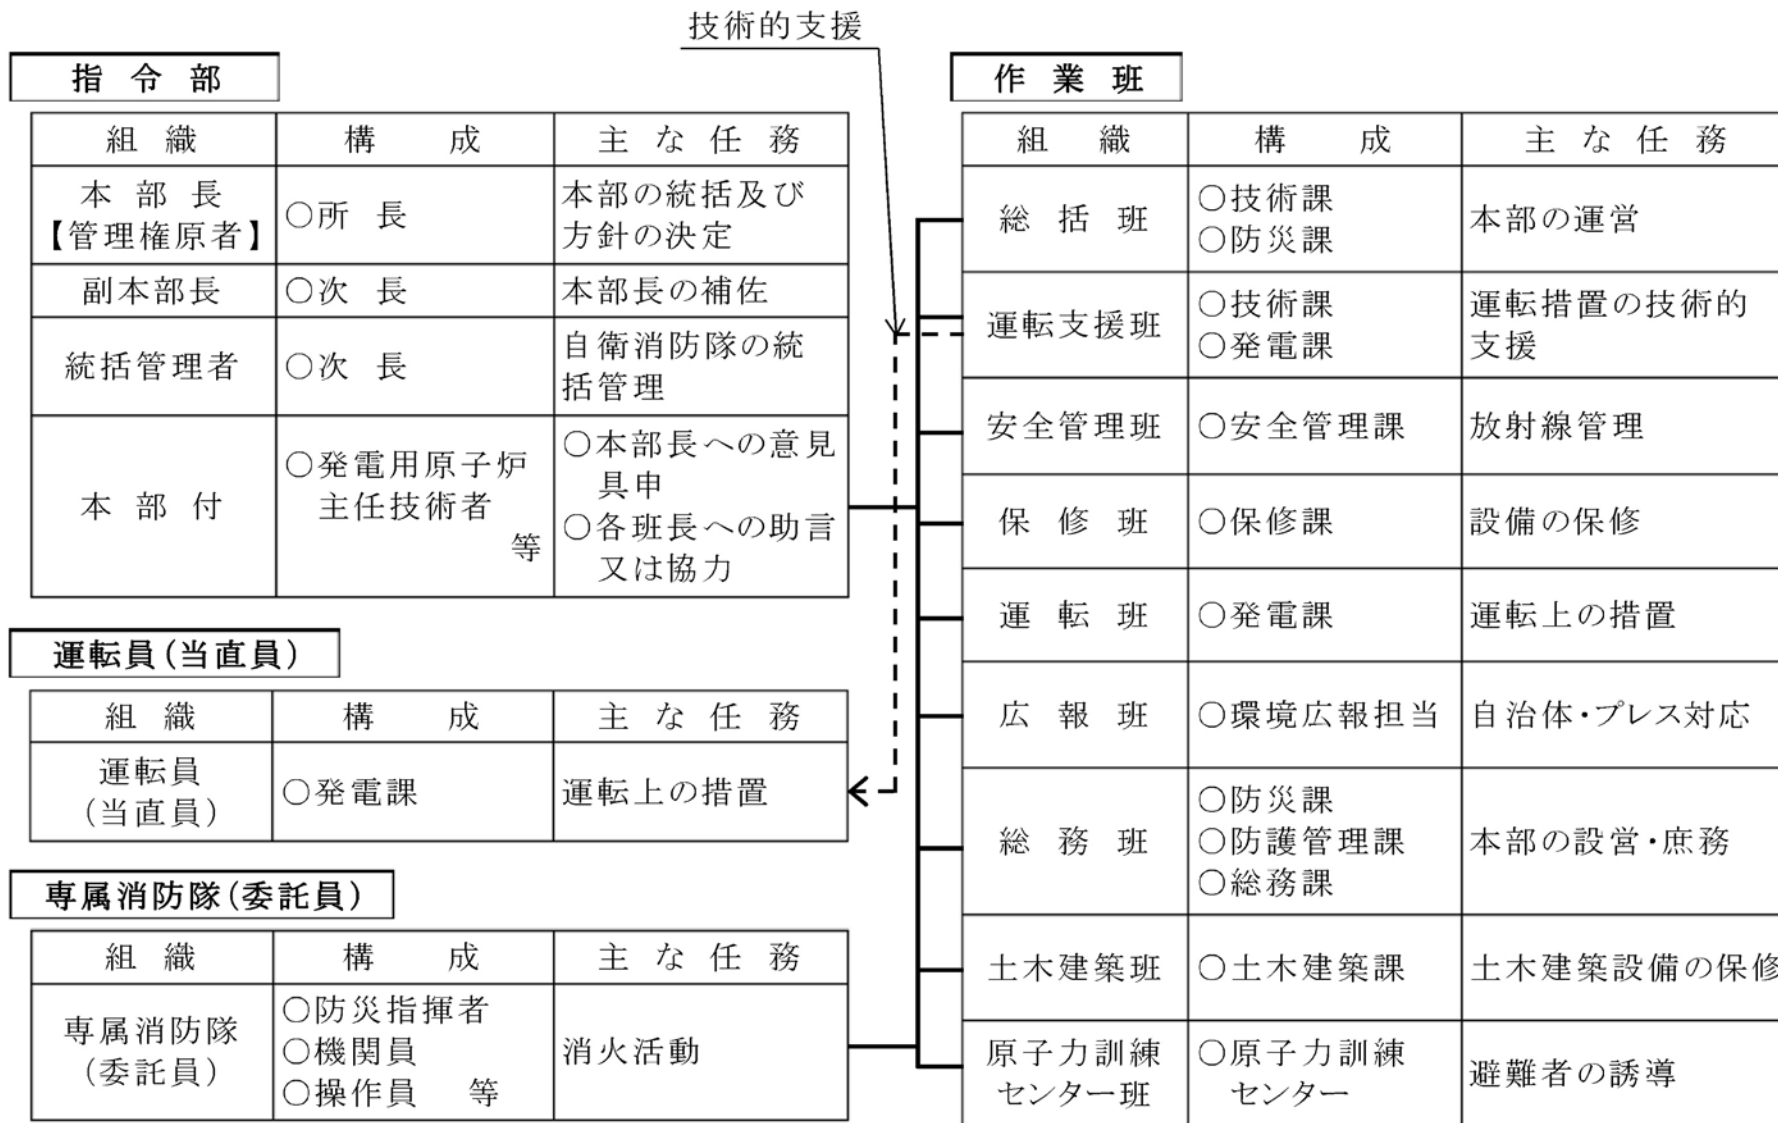 技術的支援
指令部
組織 構成 主な任務
本部長
【管理権原者】
○所長
本部の統括及び
方針の決定
副本部長 ○次長 本部長の補佐
統括管理者 ○次長
自衛消防隊の統
括管理
本部付
○発電用原子炉
主任技術者
等
○本部長への意見
具申
○各班長への助言
又は協力
運転員(当直員)
組織 構成 主な任務
運転員
(当直員)
○発電課 運転上の措置
専属消防隊(委託員)
組織 構成 主な任務
専属消防隊
(委託員)
○防災指揮者
○機関員
○操作員 等
消火活動
作業班
組織 構成 主な任務
総括班
○技術課
○防災課
本部の運営
運転支援班
○技術課
○発電課
運転措置の技術的
支援
安全管理班 ○安全管理課 放射線管理
保修班 ○保修課 設備の保修
運転班 ○発電課 運転上の措置
広報班 ○環境広報担当 自治体・プレス対応
総務班
○防災課
○防護管理課
○総務課
本部の設営・庶務
土木建築班 ○土木建築課 土木建築設備の保修
原子力訓練
センター班
○原子力訓練
センター
避難者の誘導